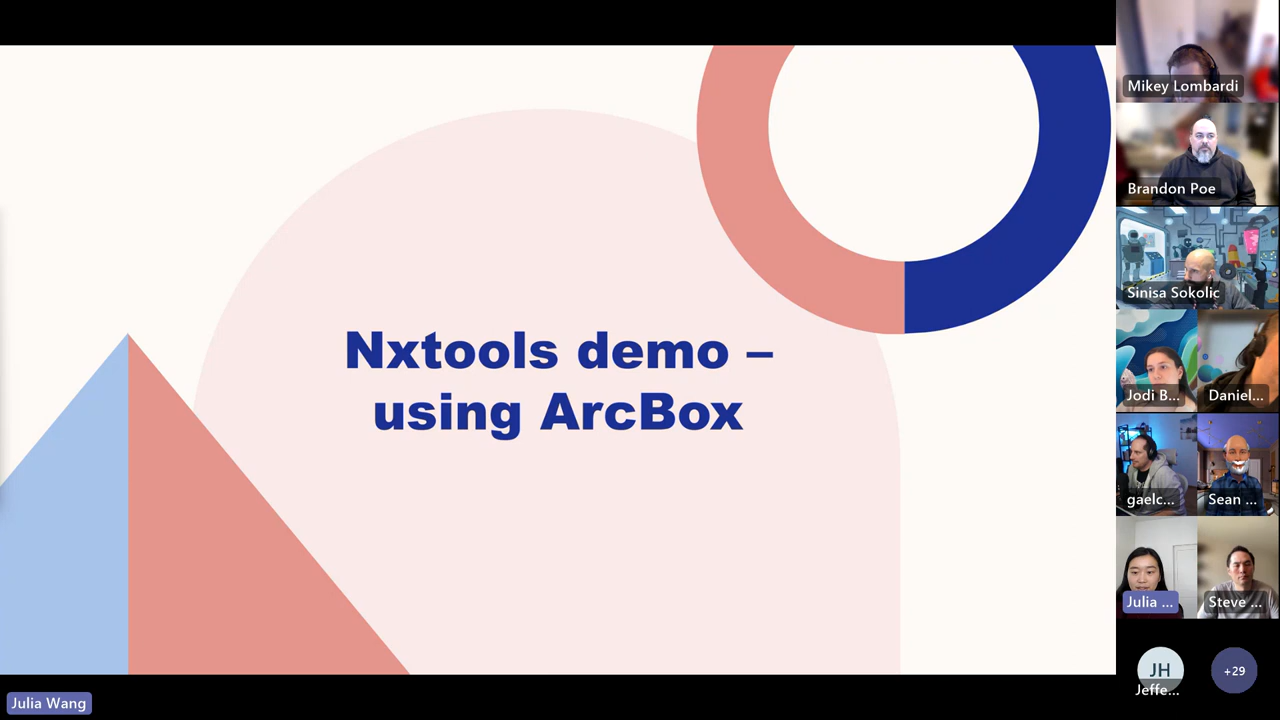 Nxtools demo –
using ArcBox
Mikey Lombardi
Brandon Poe
Sinisa Sokolic
Jodi B...
Daniel...
gaelc...
Sean ...
Julia ...
Steve ...
JH
Jeffe...
+29
Julia Wang